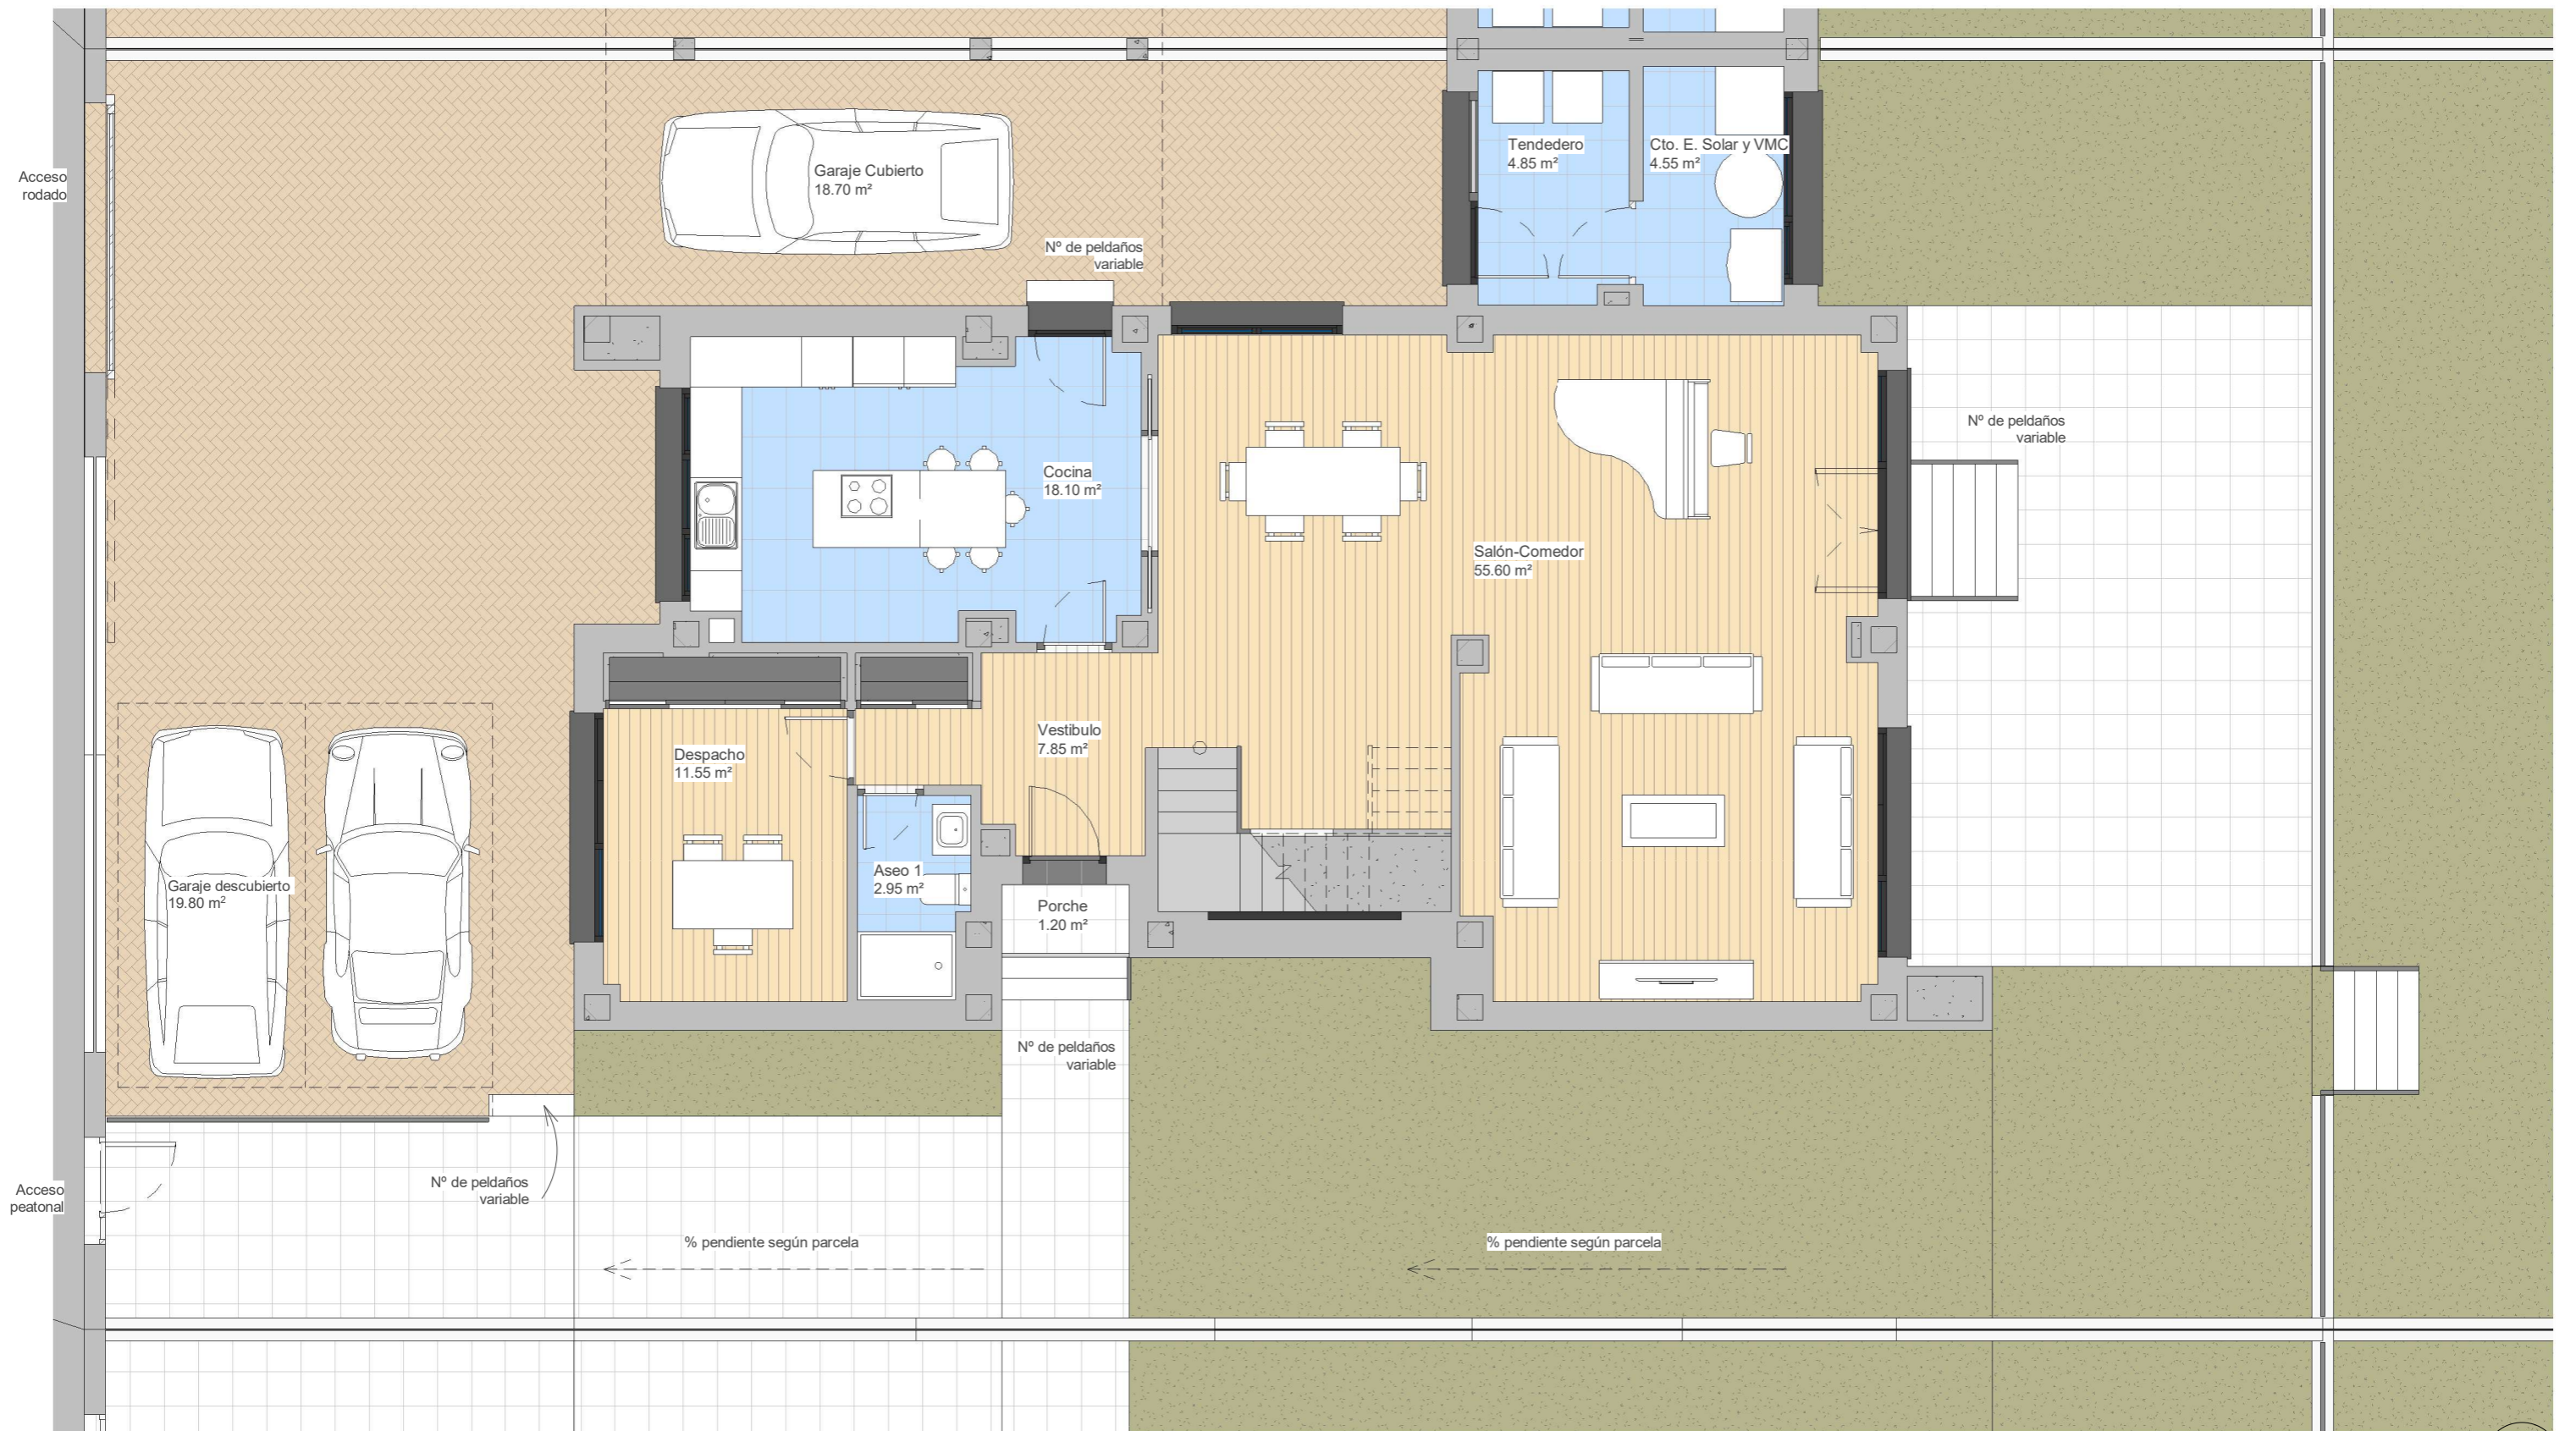 Acceso
rodado
Garaje Cubierto
18.70 m²
Nº de peldaños
variable
Tendedero
4.85 m²
Cto. E. Solar y VMC
4.55 m²
Cocina
18.10 m²
Salón-Comedor
55.60 m²
Nº de peldaños
variable
Despacho
11.55 m²
Vestibulo
7.85 m²
Garaje descubierto
19.80 m²
Aseo 1
2.95 m²
Porche
1.20 m²
Nº de peldaños
variable
Acceso
peatonal
Nº de peldaños
variable
% pendiente según parcela
% pendiente según parcela